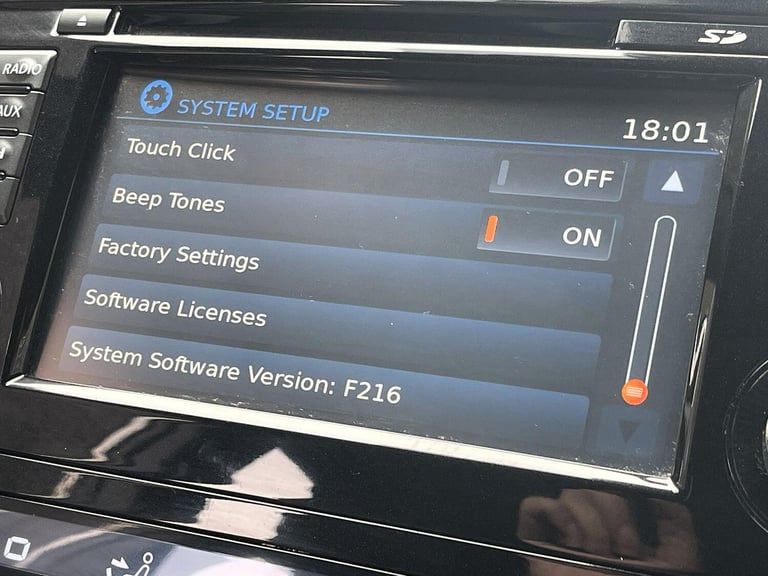 SD
RADIO
AUX
SYSTEM SETUP
18:01
Touch Click
OFF
Beep Tones
ON
Factory Settings
Software Licenses
System Software Version: F216